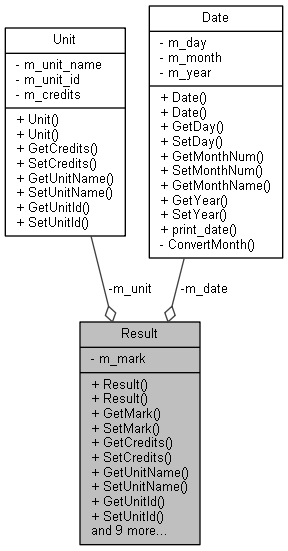 Unit
- m_unit_name
- m_unit_id
- m_credits
+ Unit()
+ Unit()
+ GetCredits()
+ SetCredits()
+ GetUnitName()
+ SetUnitName()
+ GetUnitId()
+ SetUnitId()
Date
- m_day
- m_month
- m_year
+ Date()
+ Date()
+ GetDay()
+ SetDay()
+ GetMonthNum()
+ SetMonthNum()
+ GetMonthName()
+ GetYear()
+ SetYear()
+ print_date()
- ConvertMonth()
-m_unit
-m_date
Result
- m_mark
+ Result()
+ Result()
+ GetMark()
+ SetMark()
+ GetCredits()
+ SetCredits()
+ GetUnitName()
+ SetUnitName()
+ GetUnitId()
+ SetUnitId()
and 9 more...